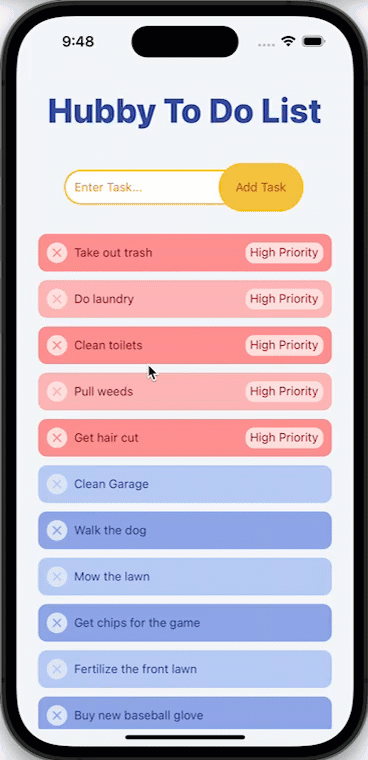 9:48
Hubby To Do List
Enter Task...
Add Task
Take out trash High Priority
Do laundry High Priority
Clean toilets High Priority
Pull weeds High Priority
Get hair cut High Priority
Clean Garage
Walk the dog
Mow the lawn
Get chips for the game
Fertilize the front lawn
Buy new baseball glove